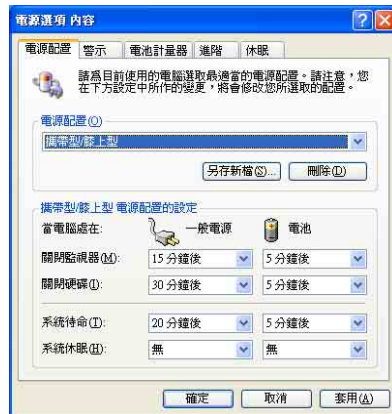 電源選項 內容
電源配置 警示 電池計量器 進階 休眠
請爲目前使用的電腦選取最適當的電源配置。請注意，您
在下方設定中所作的變更，將會修改您所選取的配置。
電源配置(O)
攜帶型/膝上型
另存新檔(S)... 刪除(D)
攜帶型/膝上型 電源配置的設定
當電腦處在: 一般電源 電池
關閉監視器(M): 15 分鐘後 5 分鐘後
關閉硬碟(I): 30 分鐘後 5 分鐘後
系統待命(T): 20 分鐘後 5 分鐘後
系統休眠(H): 無 無
確定 取消 套用(A)